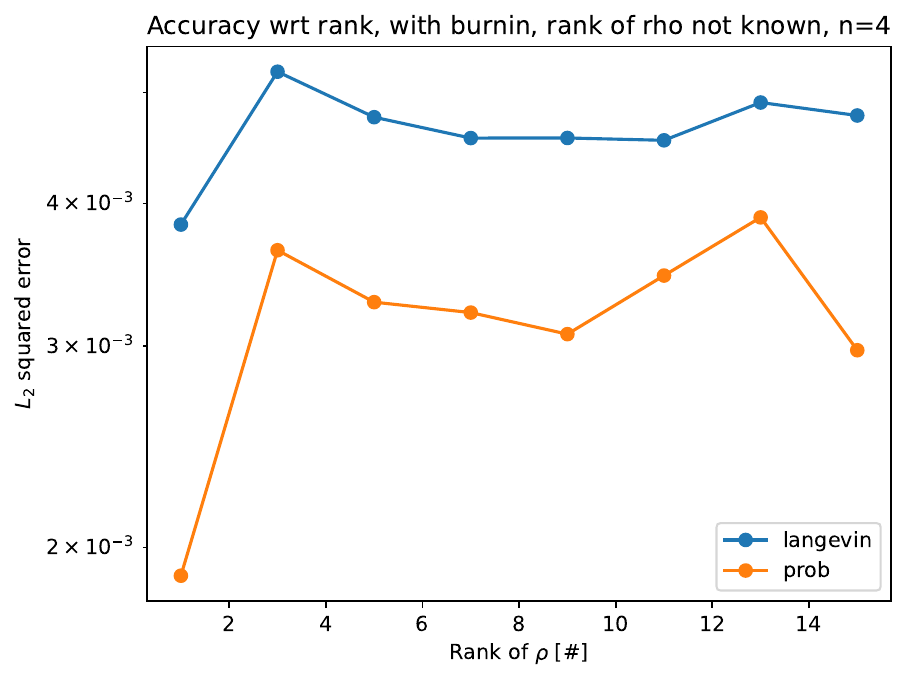 Accuracy wrt rank, with burnin, rank of rho not known, n=4
L₂ squared error
4 × 10⁻³
3 × 10⁻³
2 × 10⁻³
langevin
prob
2 4 6 8 10 12 14
Rank of ρ [#]